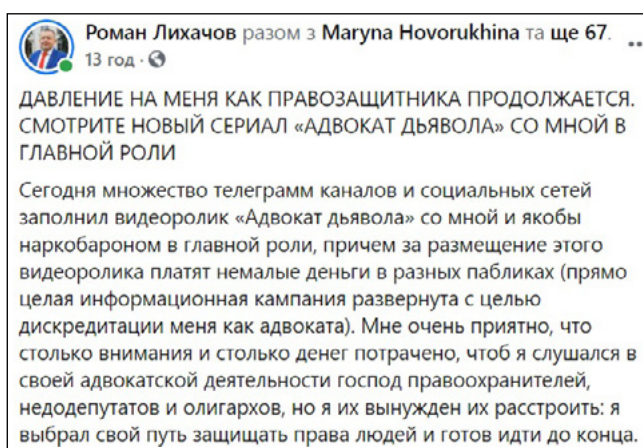 Роман Лихачов разом з Maryna Hovorukhina та ще 67.
13 год ·
ДАВЛЕНИЕ НА МЕНЯ КАК ПРАВОЗАЩИТНИКА ПРОДОЛЖАЕТСЯ.
СМОТРИТЕ НОВЫЙ СЕРИАЛ «АДВОКАТ ДЬЯВОЛА» СО МНОЙ В
ГЛАВНОЙ РОЛИ
Сегодня множество телеграмм каналов и социальных сетей
заполнил видеоролик «Адвокат дьявола» со мной и якобы
наркобароном в главной роли, причем за размещение этого
видеоролика платят немалые деньги в разных пабликах (прямо
целая информационная кампания развернута с целью
дискредитации меня как адвоката). Мне очень приятно, что
столько внимания и столько денег потрачено, чтоб я слушался в
своей адвокатской деятельности господ правоохранителей,
недодепутатов и олигархов, но я их вынужден их расстроить: я
выбрал свой путь защищать права людей и готов идти до конца.